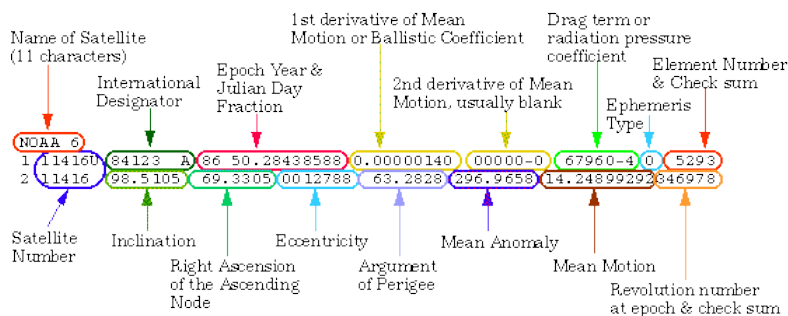 Name of Satellite
(11 characters)
International
Designator
Epoch Year &
Julian Day
Fraction
1st derivative of Mean
Motion or Ballistic Coefficient
2nd derivative of Mean
Motion, usually blank
Drag term or
radiation pressure
coefficient
Ephemeris
Type
Element Number
& Check sum
NOAA 6
1 11416U 84123 A 86 50.28438588 0.00000140 00000-0 67960-4 0 5293
2 11416 98.5105 69.3305 0012788 63.2828 296.9658 14.24899292346978
Satellite
Number
Inclination
Right Ascension
of the Ascending
Node
Eccentricity
Argument
of Perigee
Mean Anomaly
Mean Motion
Revolution number
at epoch & check sum